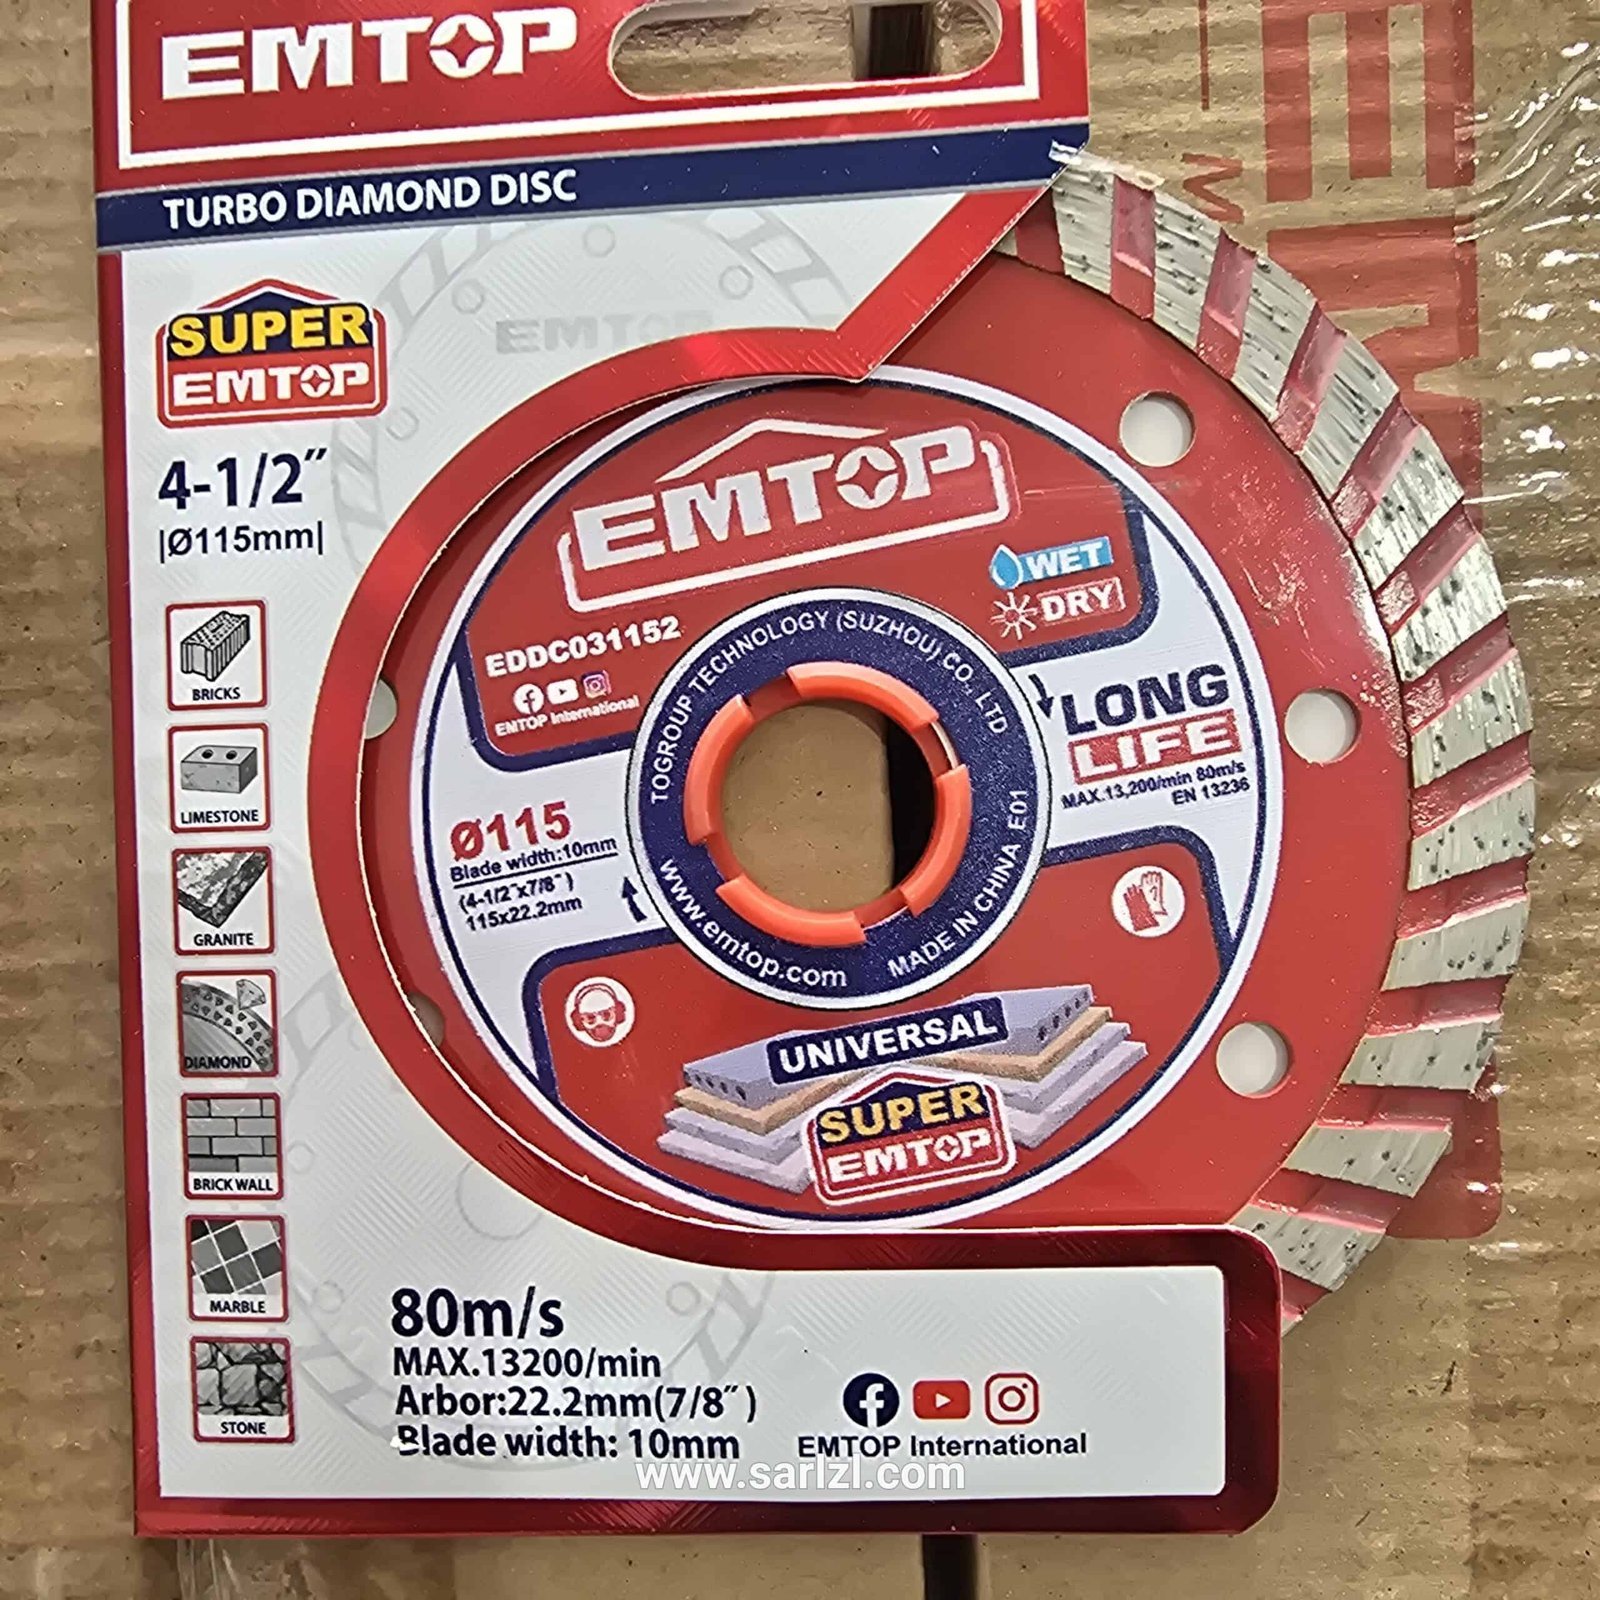 EMTOP
TURBO DIAMOND DISC
SUPER
EMTOP
4-1/2"
|Ø115mm|
BRICKS
LIMESTONE
GRANITE
DIAMOND
BRICK WALL
MARBLE
STONE
EMTOP
EMTOP
WET
DRY
EDDC031152
EMTOP International
TOGROUP TECHNOLOGY (SUZHOU) CO., LTD
www.emtop.com
MADE IN CHINA E01
LONG
LIFE
MAX.13,200/min 80m/s
EN 13236
Ø115
Blade width:10mm
(4-1/2"x7/8")
115x22.2mm
UNIVERSAL
SUPER
EMTOP
80m/s
MAX.13200/min
Arbor:22.2mm(7/8")
Blade width: 10mm
EMTOP International
www.sarlzl.com